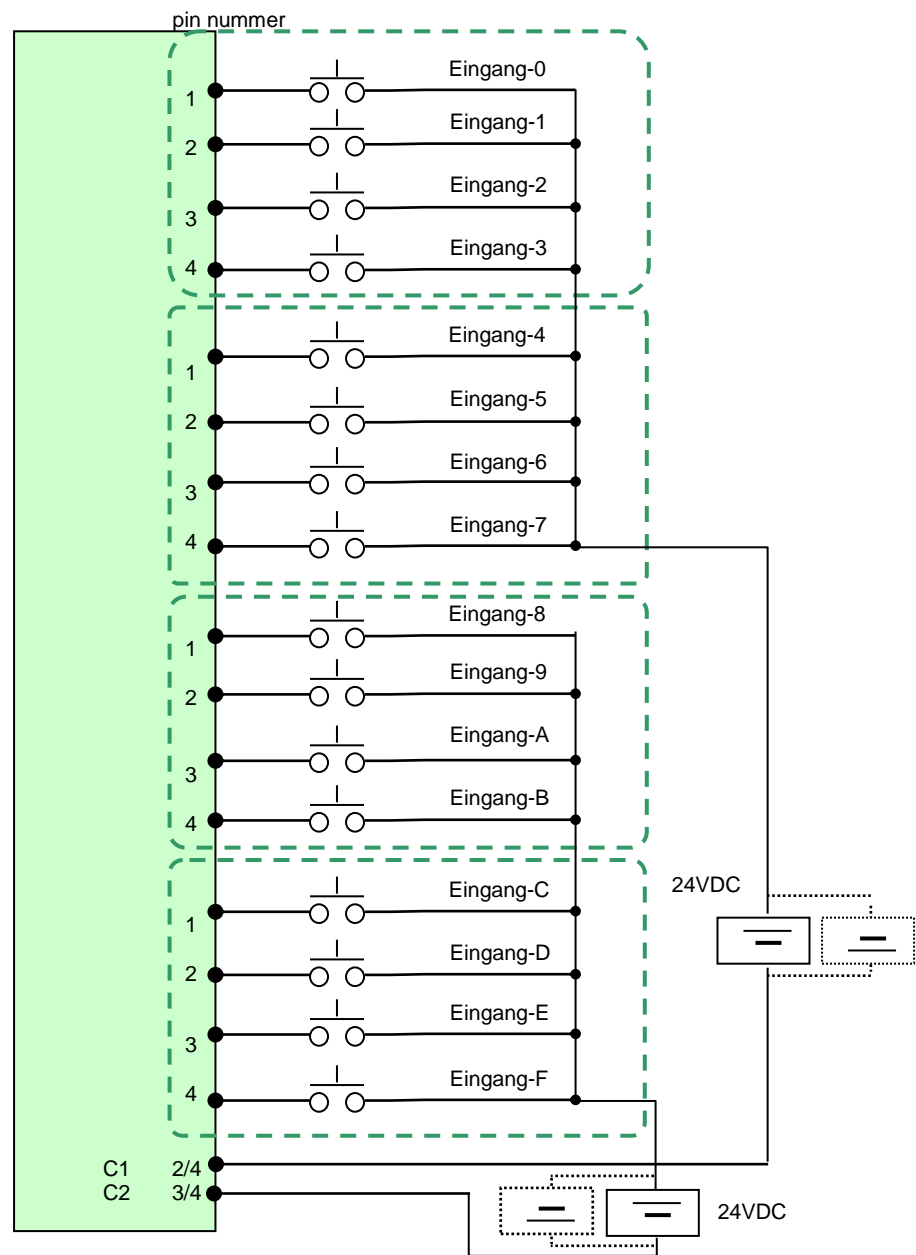 pin nummer
1 Eingang-0
2 Eingang-1
3 Eingang-2
4 Eingang-3
1 Eingang-4
2 Eingang-5
3 Eingang-6
4 Eingang-7
1 Eingang-8
2 Eingang-9
3 Eingang-A
4 Eingang-B
1 Eingang-C
24VDC
2 Eingang-D
3 Eingang-E
4 Eingang-F
C1 2/4
C2 3/4
24VDC